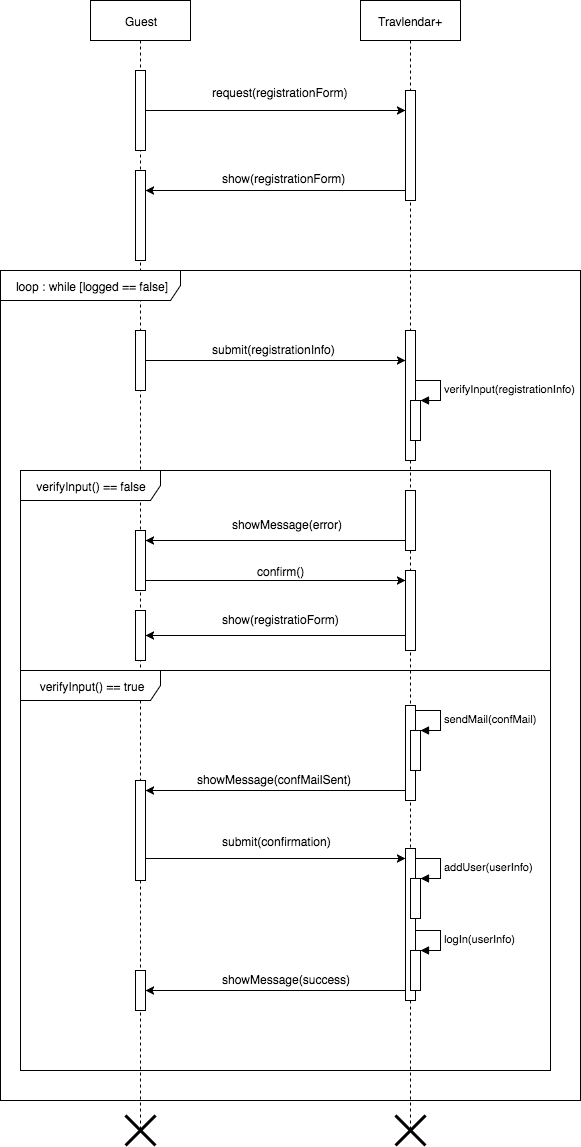 Guest
Travlendar+
request(registrationForm)
show(registrationForm)
loop : while [logged == false]
submit(registrationInfo)
verifyInput(registrationInfo)
verifyInput() == false
showMessage(error)
confirm()
show(registratioForm)
verifyInput() == true
sendMail(confMail)
showMessage(confMailSent)
submit(confirmation)
addUser(userInfo)
logIn(userInfo)
showMessage(success)